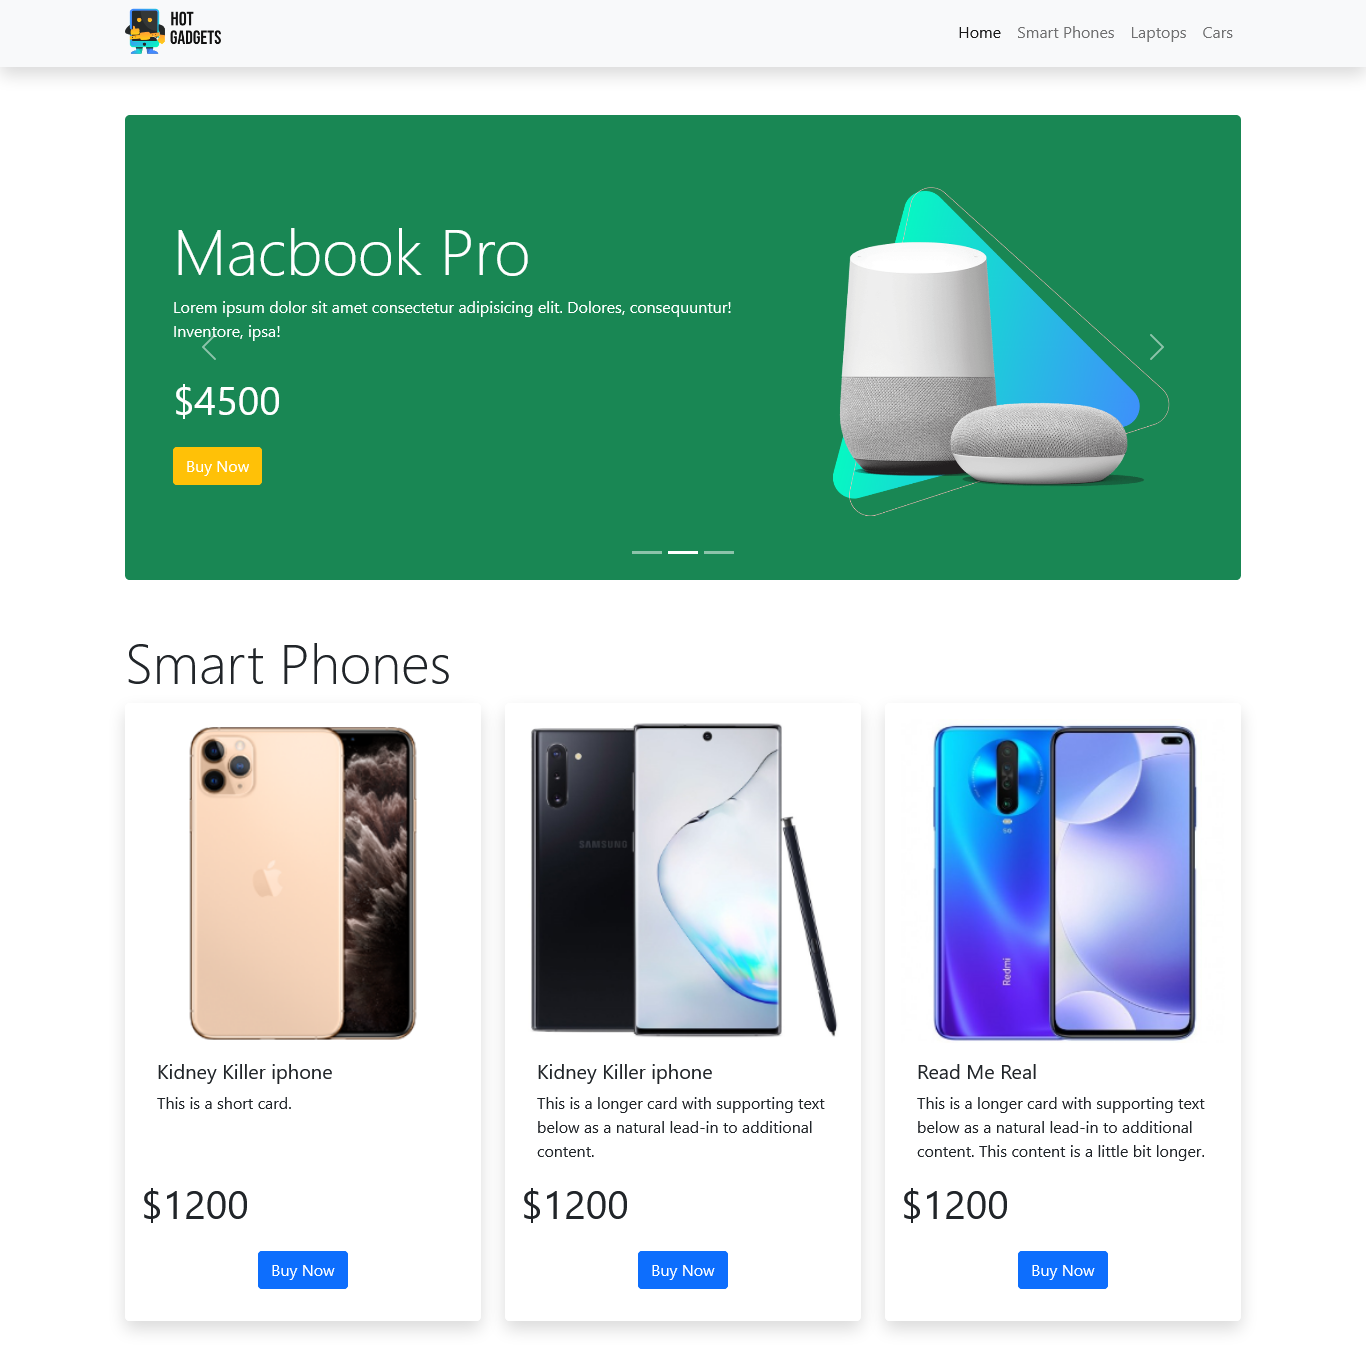 HOT
GADGETS
Home Smart Phones Laptops Cars
Macbook Pro
Lorem ipsum dolor sit amet consectetur adipisicing elit. Dolores, consequuntur!
Inventore, ipsa!
$4500
Buy Now
Smart Phones
SAMSUNG
Redmi
Kidney Killer iphone
This is a short card.
$1200
Buy Now
Kidney Killer iphone
This is a longer card with supporting text
below as a natural lead-in to additional
content.
$1200
Buy Now
Read Me Real
This is a longer card with supporting text
below as a natural lead-in to additional
content. This content is a little bit longer.
$1200
Buy Now